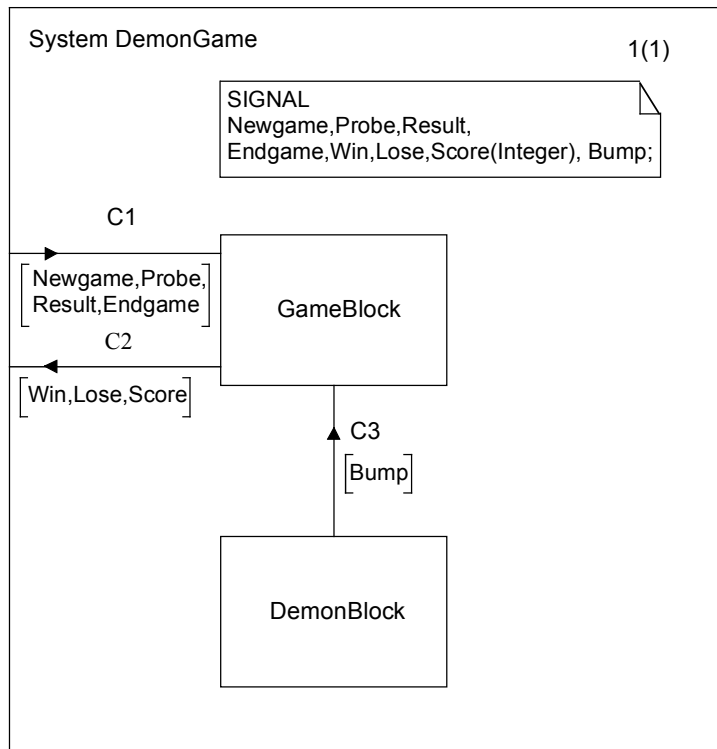 System DemonGame
1(1)
SIGNAL
Newgame,Probe,Result,
Endgame,Win,Lose,Score(Integer), Bump;
C1
Newgame,Probe,
Result,Endgame
GameBlock
C2
Win,Lose,Score
C3
Bump
DemonBlock